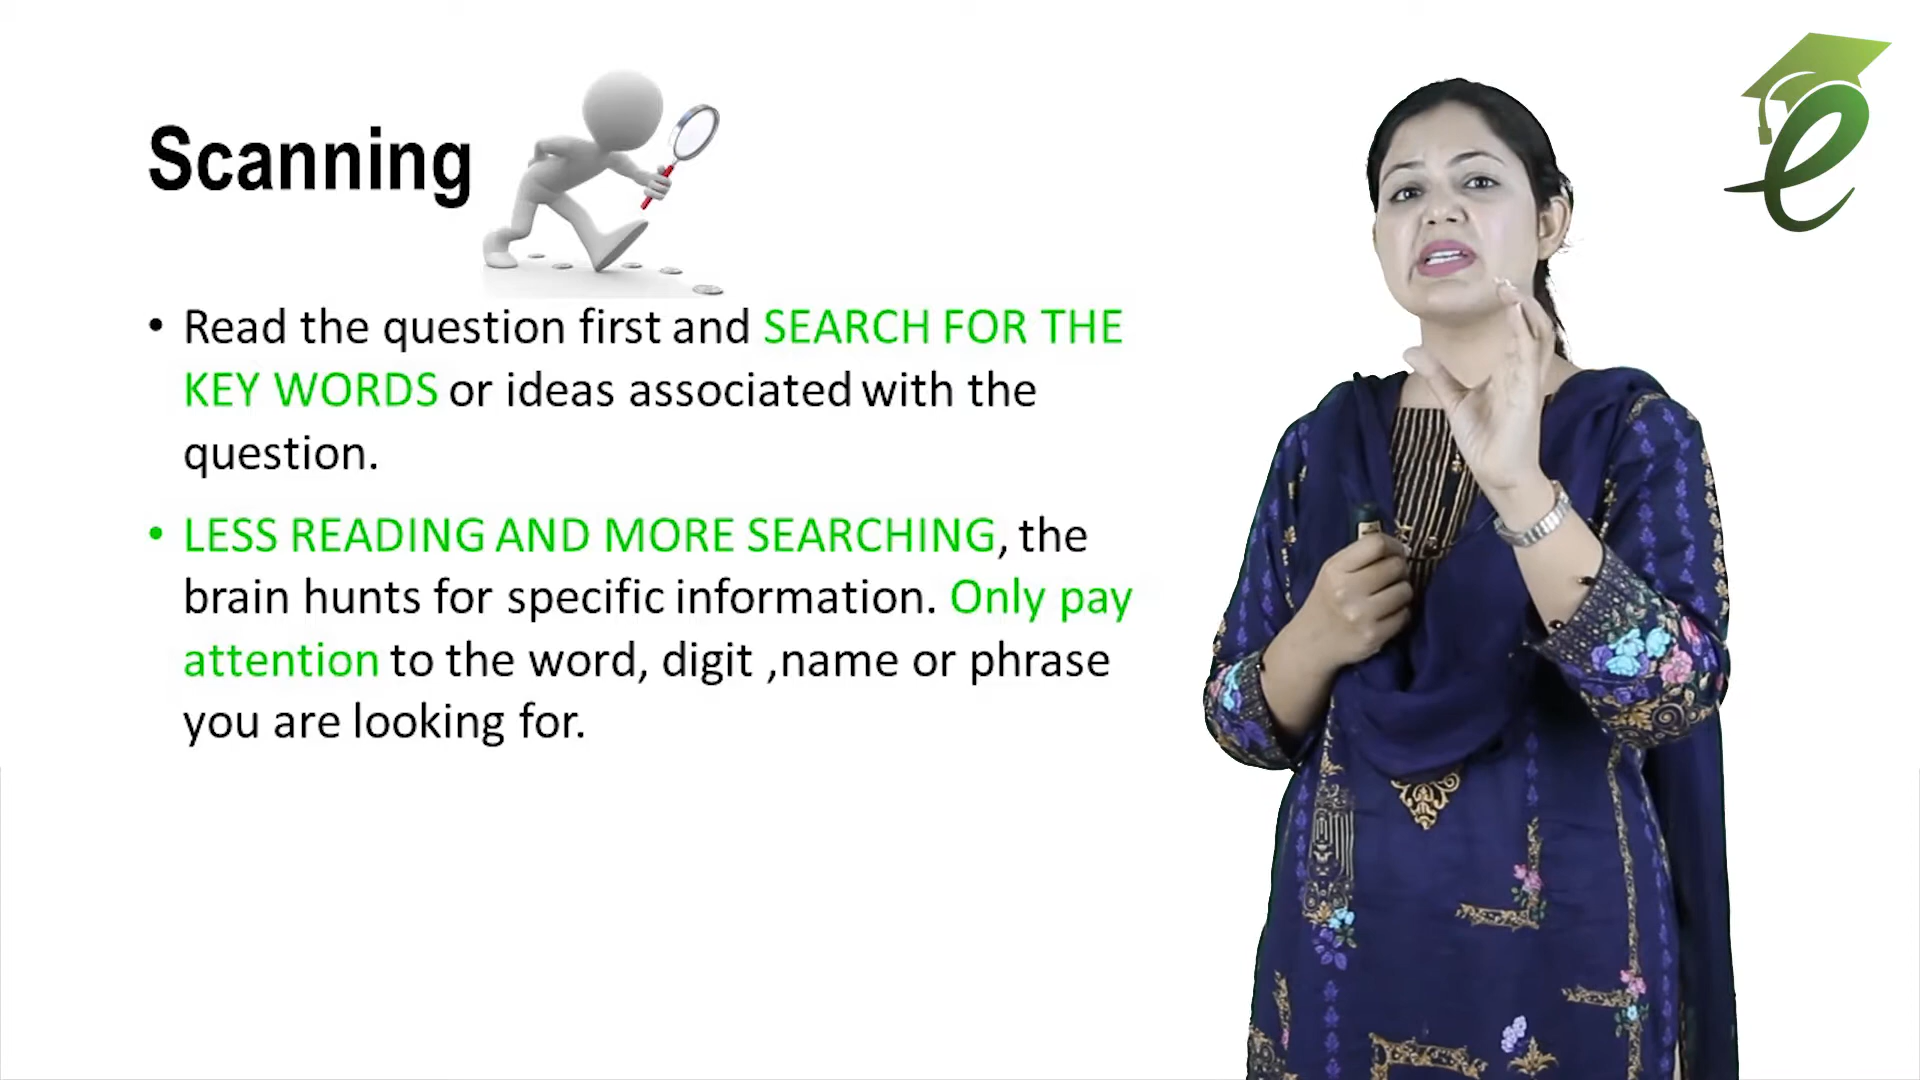 Scanning
• Read the question first and SEARCH FOR THE
KEY WORDS or ideas associated with the
question.
• LESS READING AND MORE SEARCHING, the
brain hunts for specific information. Only pay
attention to the word, digit ,name or phrase
you are looking for.